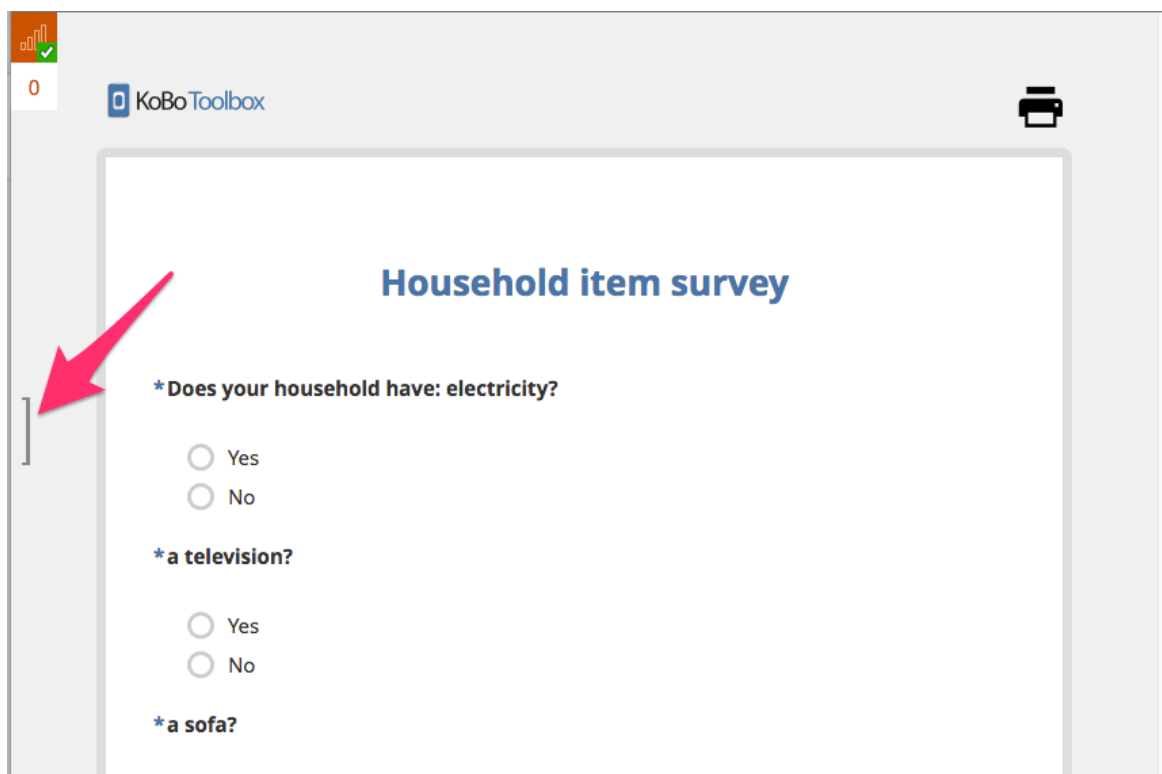 0
KoBoToolbox
Household item survey
*Does your household have: electricity?
Yes
No
*a television?
Yes
No
*a sofa?